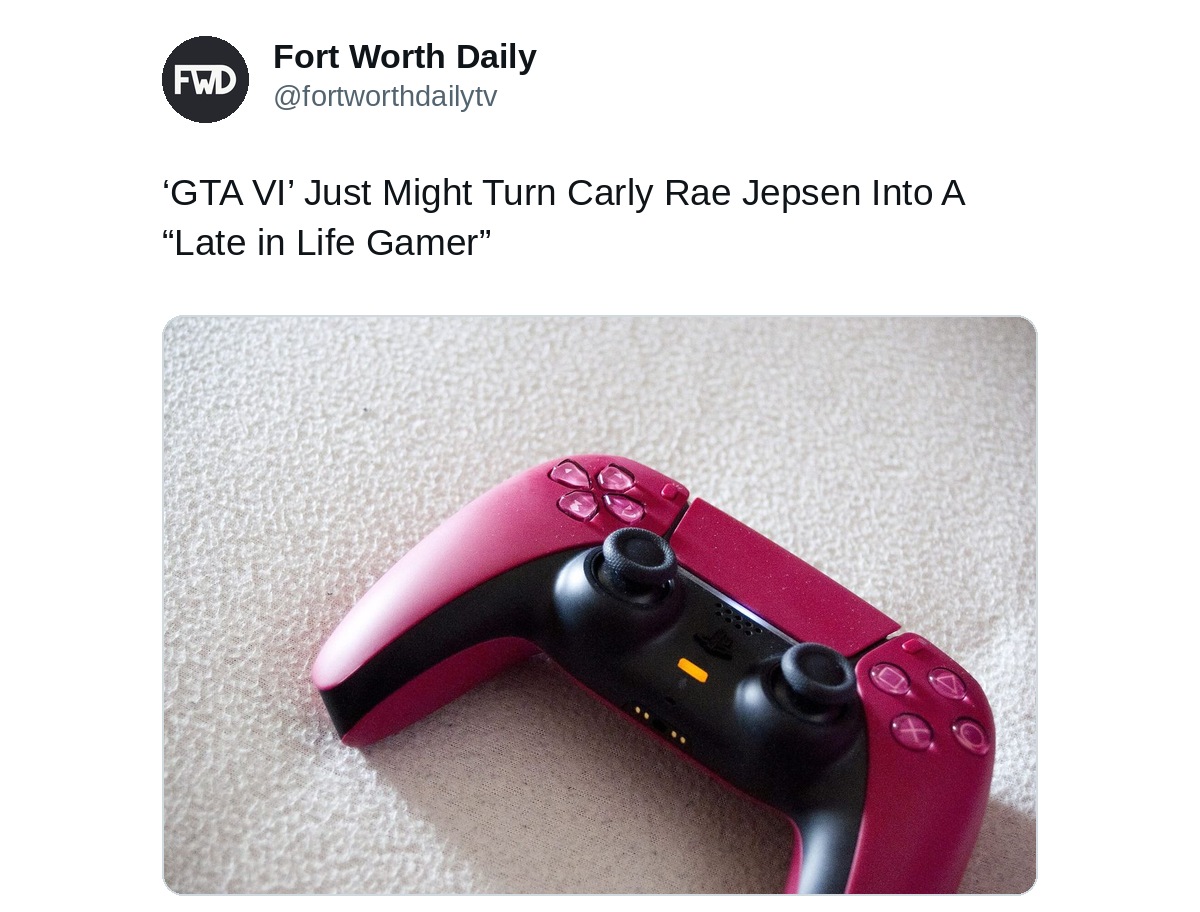 FWD
Fort Worth Daily
@fortworthdailytv
‘GTA VI’ Just Might Turn Carly Rae Jepsen Into A
“Late in Life Gamer”